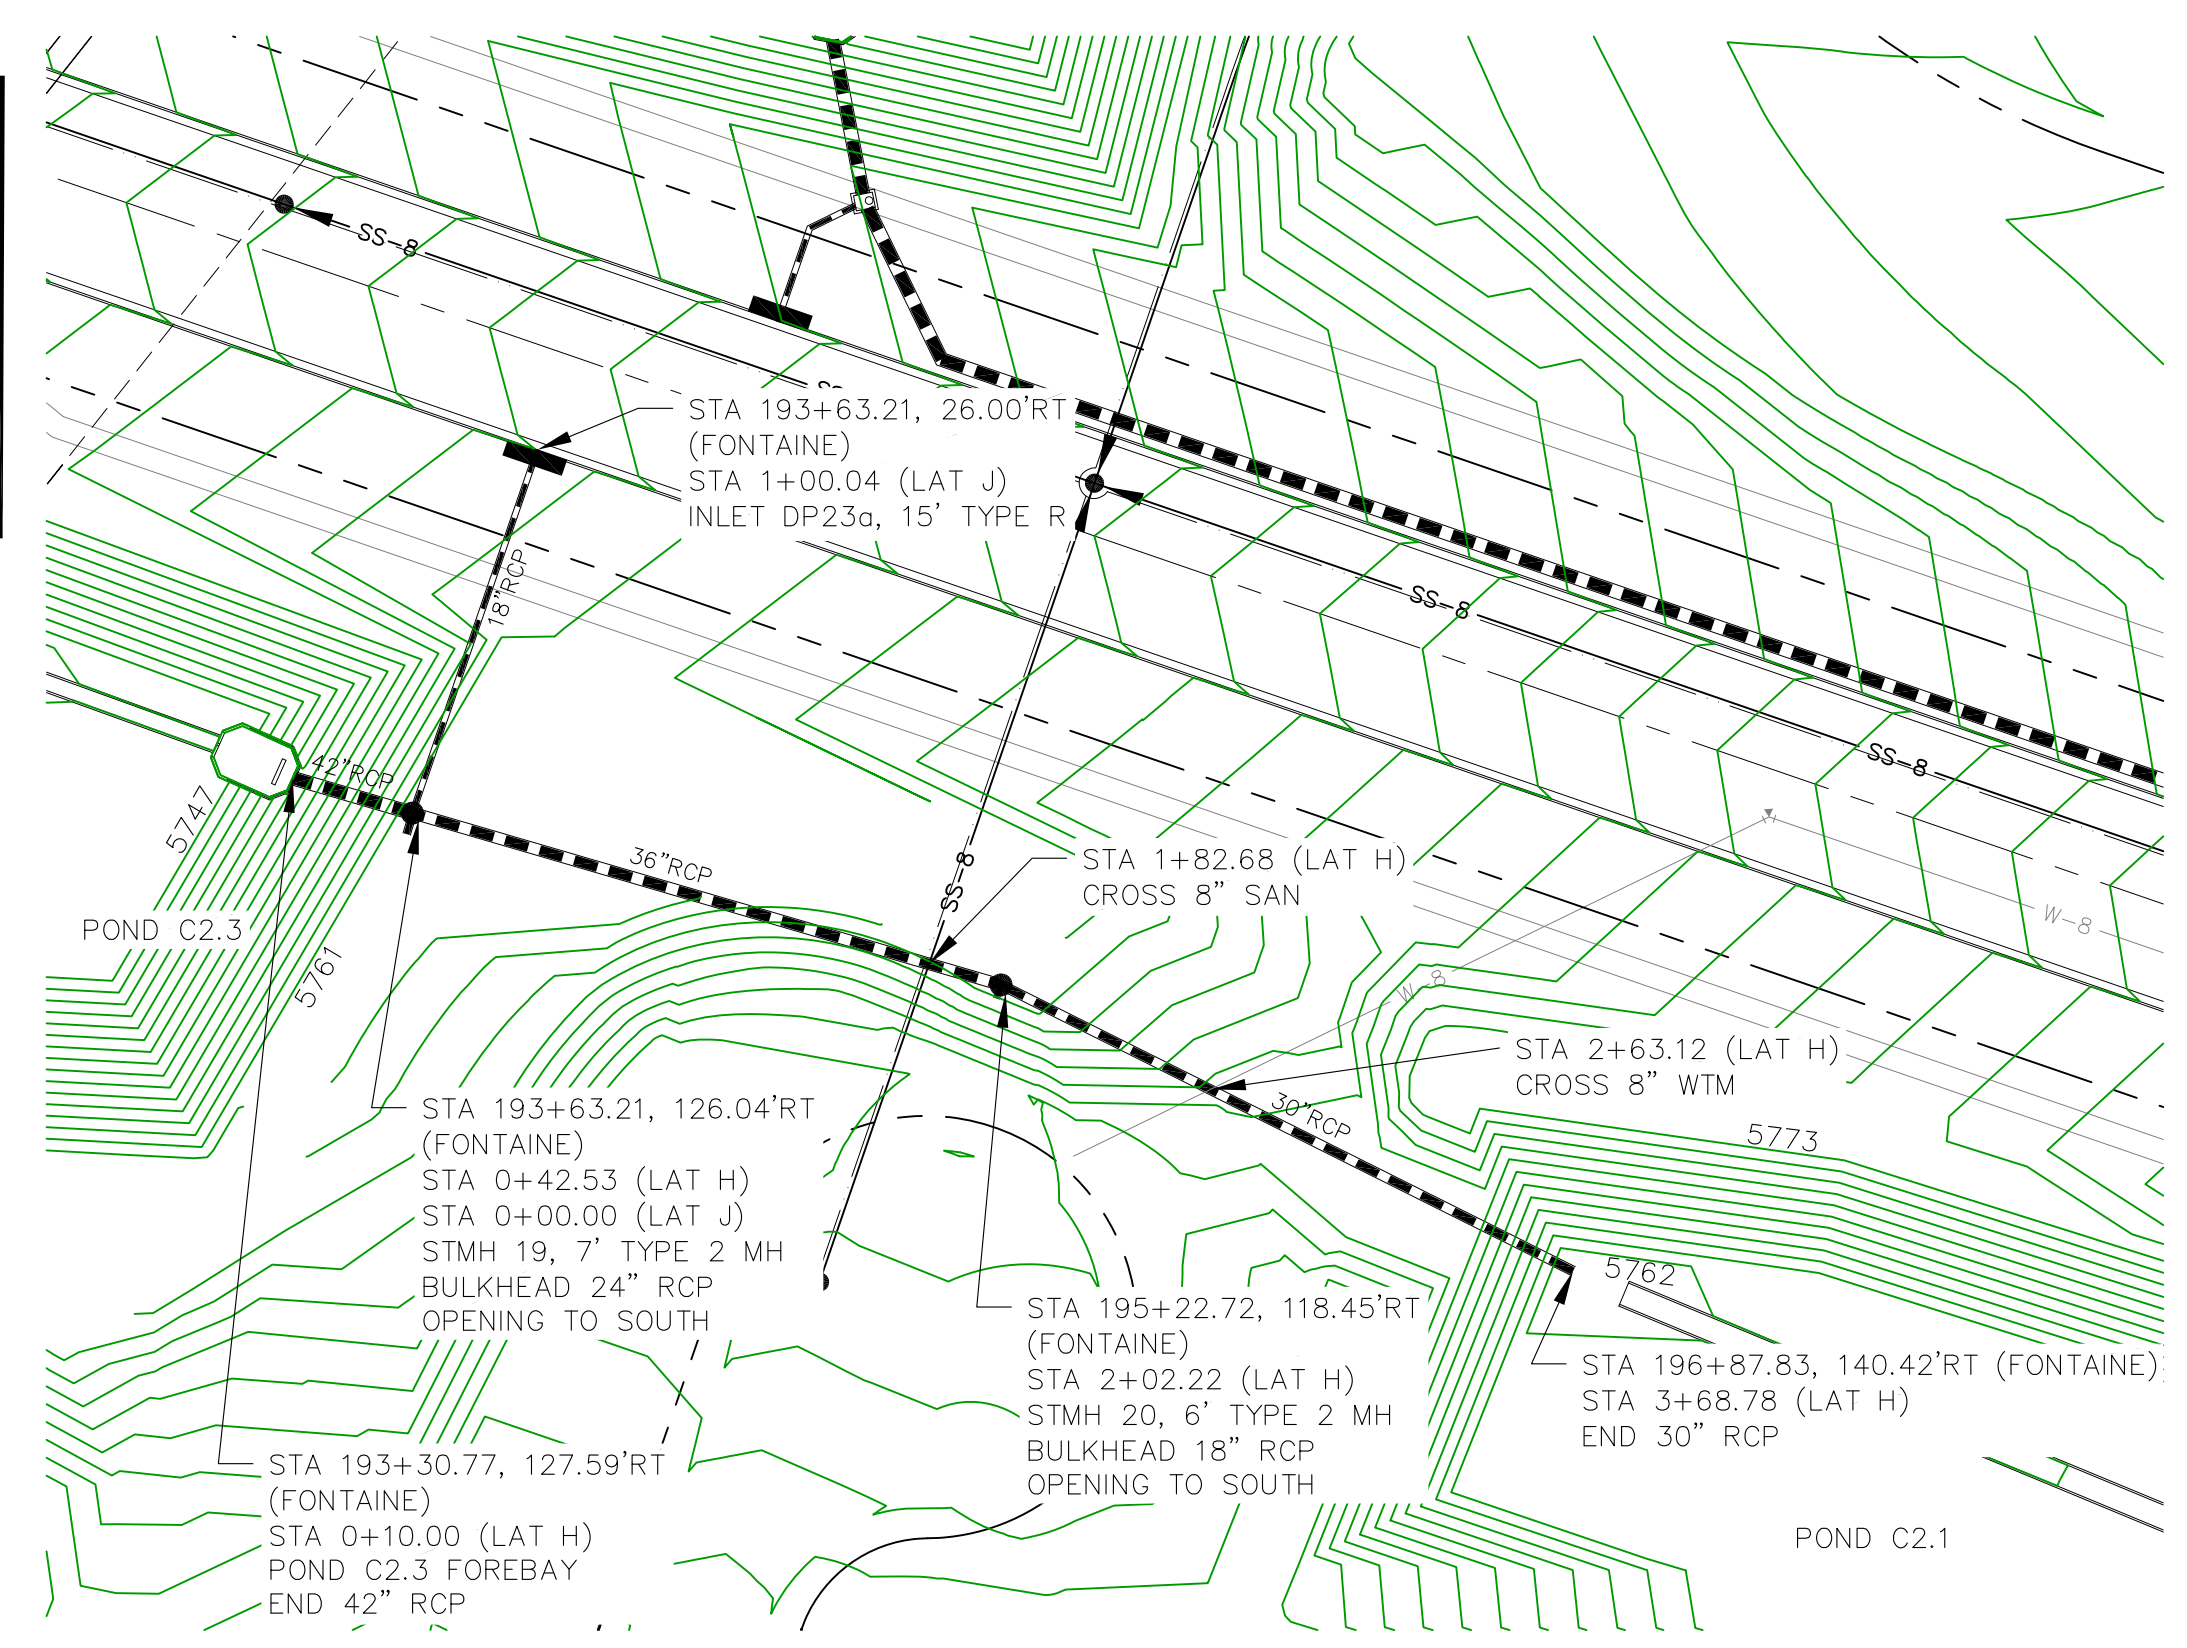 SS-8
STA 193+63.21, 26.00'RT
(FONTAINE)
STA 1+00.04 (LAT J)
INLET DP23a, 15' TYPE R
18"RCP
SS-8
SS-8
42"RCP
5747
36"RCP
SS-8
STA 1+82.68 (LAT H)
CROSS 8" SAN
W-8
POND C2.3
5761
W-8
STA 2+63.12 (LAT H)
CROSS 8" WTM
30"RCP
5773
STA 193+63.21, 126.04'RT
(FONTAINE)
STA 0+42.53 (LAT H)
STA 0+00.00 (LAT J)
STMH 19, 7' TYPE 2 MH
BULKHEAD 24" RCP
OPENING TO SOUTH
5762
STA 195+22.72, 118.45'RT
(FONTAINE)
STA 2+02.22 (LAT H)
STMH 20, 6' TYPE 2 MH
BULKHEAD 18" RCP
OPENING TO SOUTH
STA 196+87.83, 140.42'RT (FONTAINE)
STA 3+68.78 (LAT H)
END 30" RCP
STA 193+30.77, 127.59'RT
(FONTAINE)
STA 0+10.00 (LAT H)
POND C2.3 FOREBAY
END 42" RCP
POND C2.1